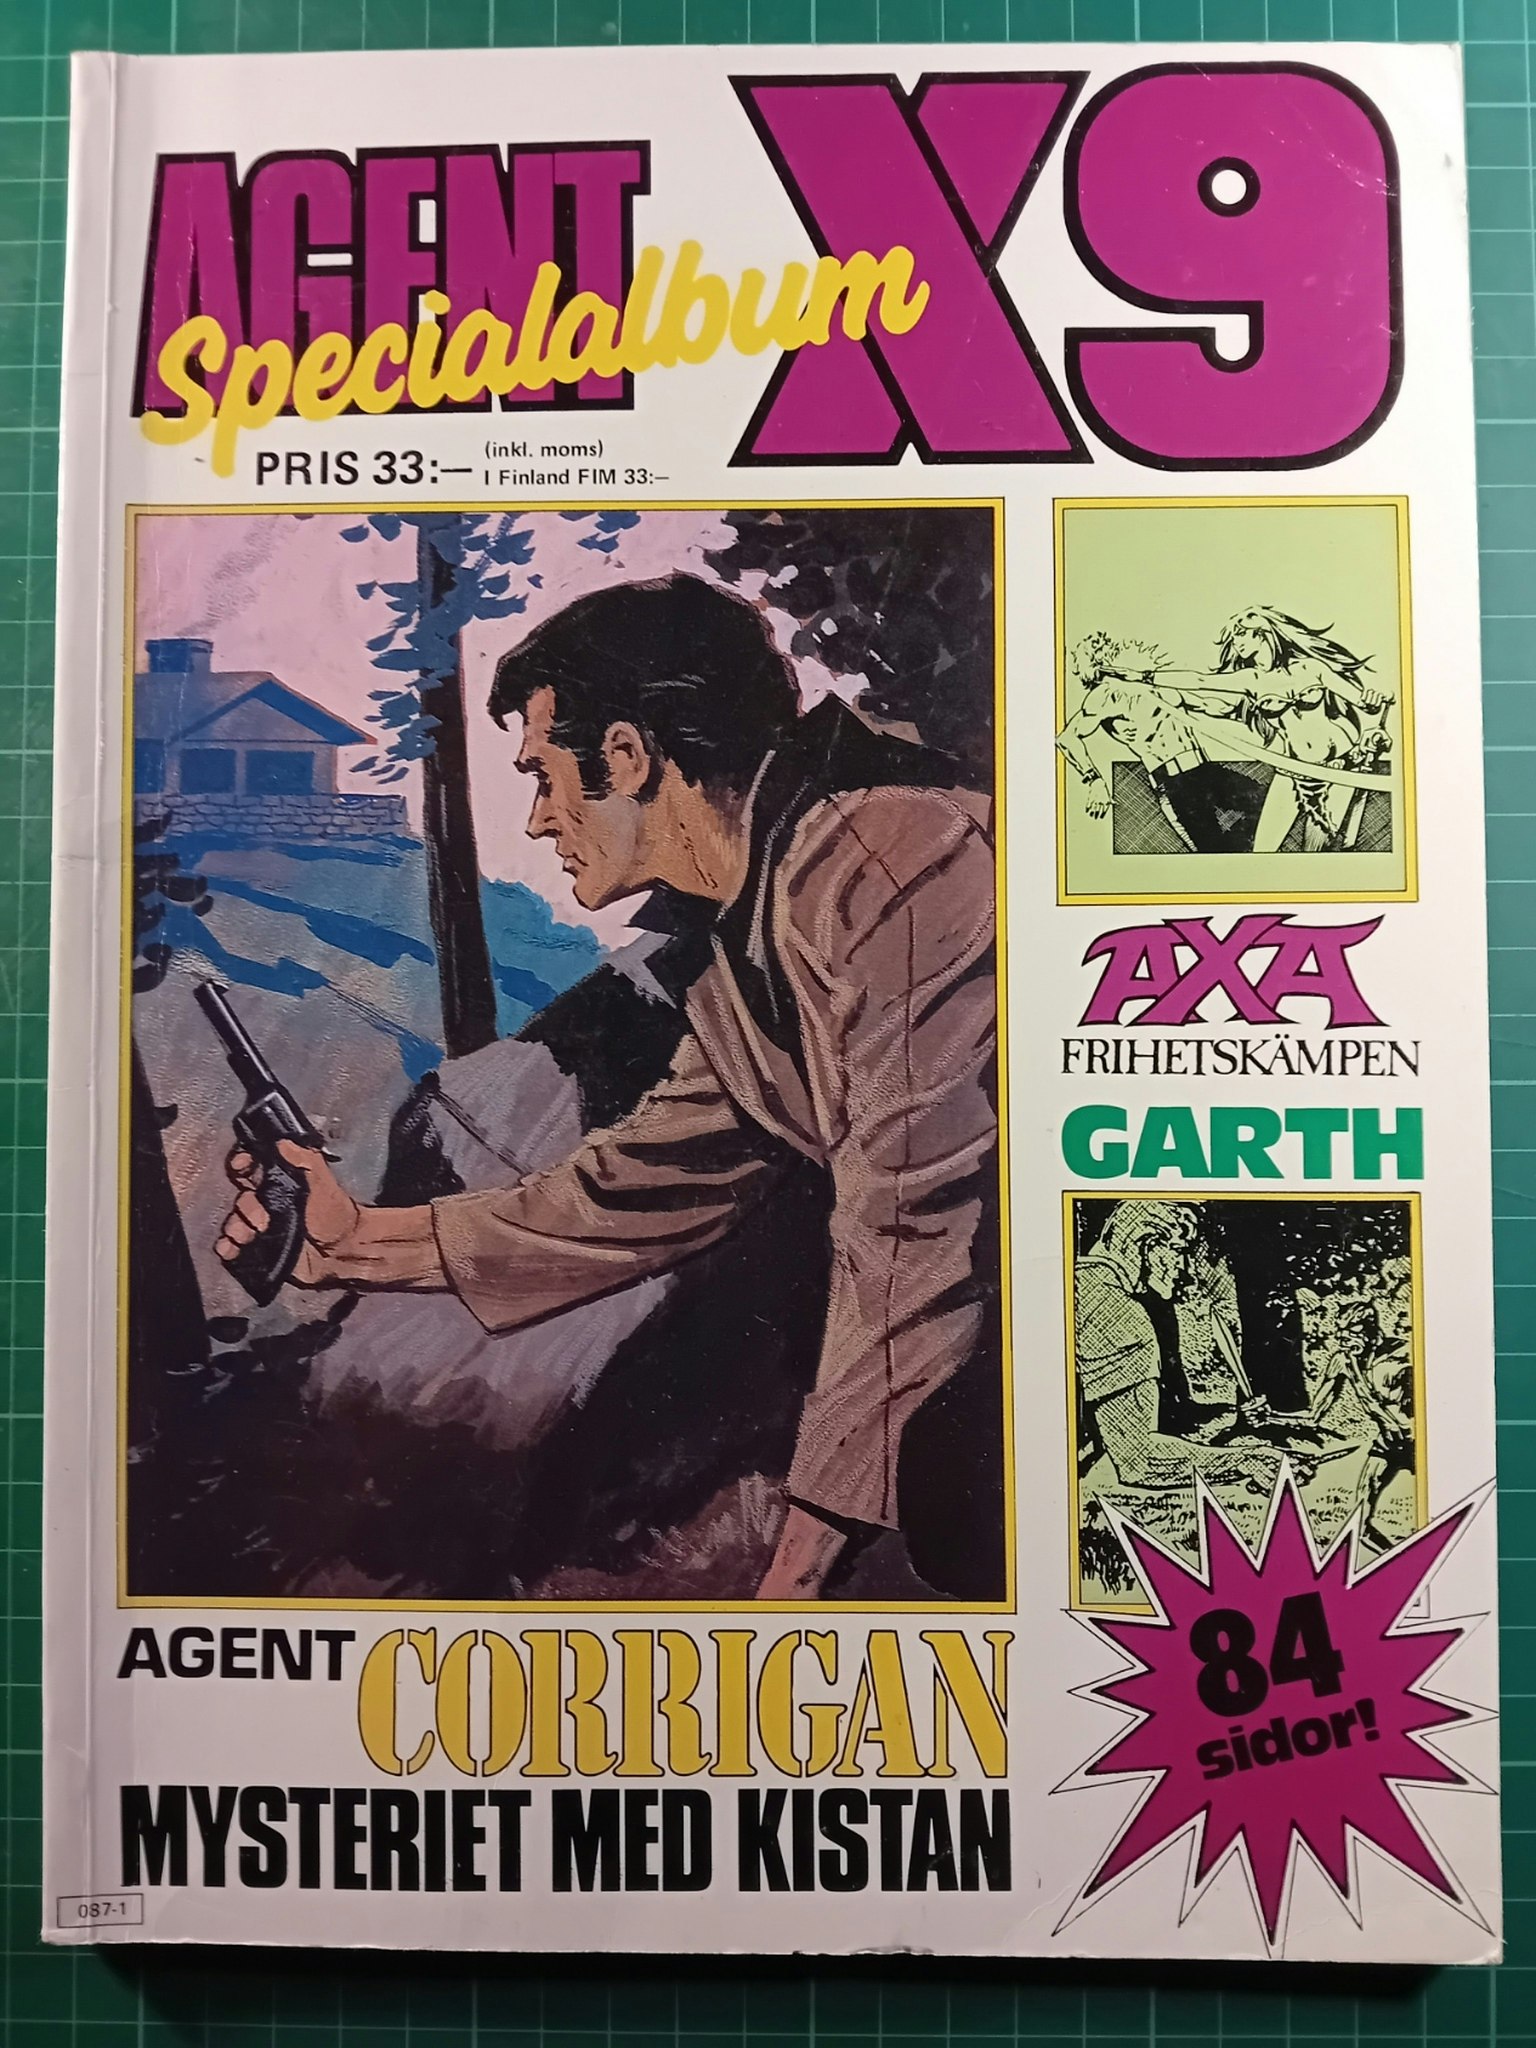 AGENT X9
Specialalbum
PRIS 33:— (inkl. moms)
I Finland FIM 33:—
AXA
FRIHETSKÄMPEN
GARTH
84
sidor!
AGENT CORRIGAN
MYSTERIET MED KISTAN
087-1